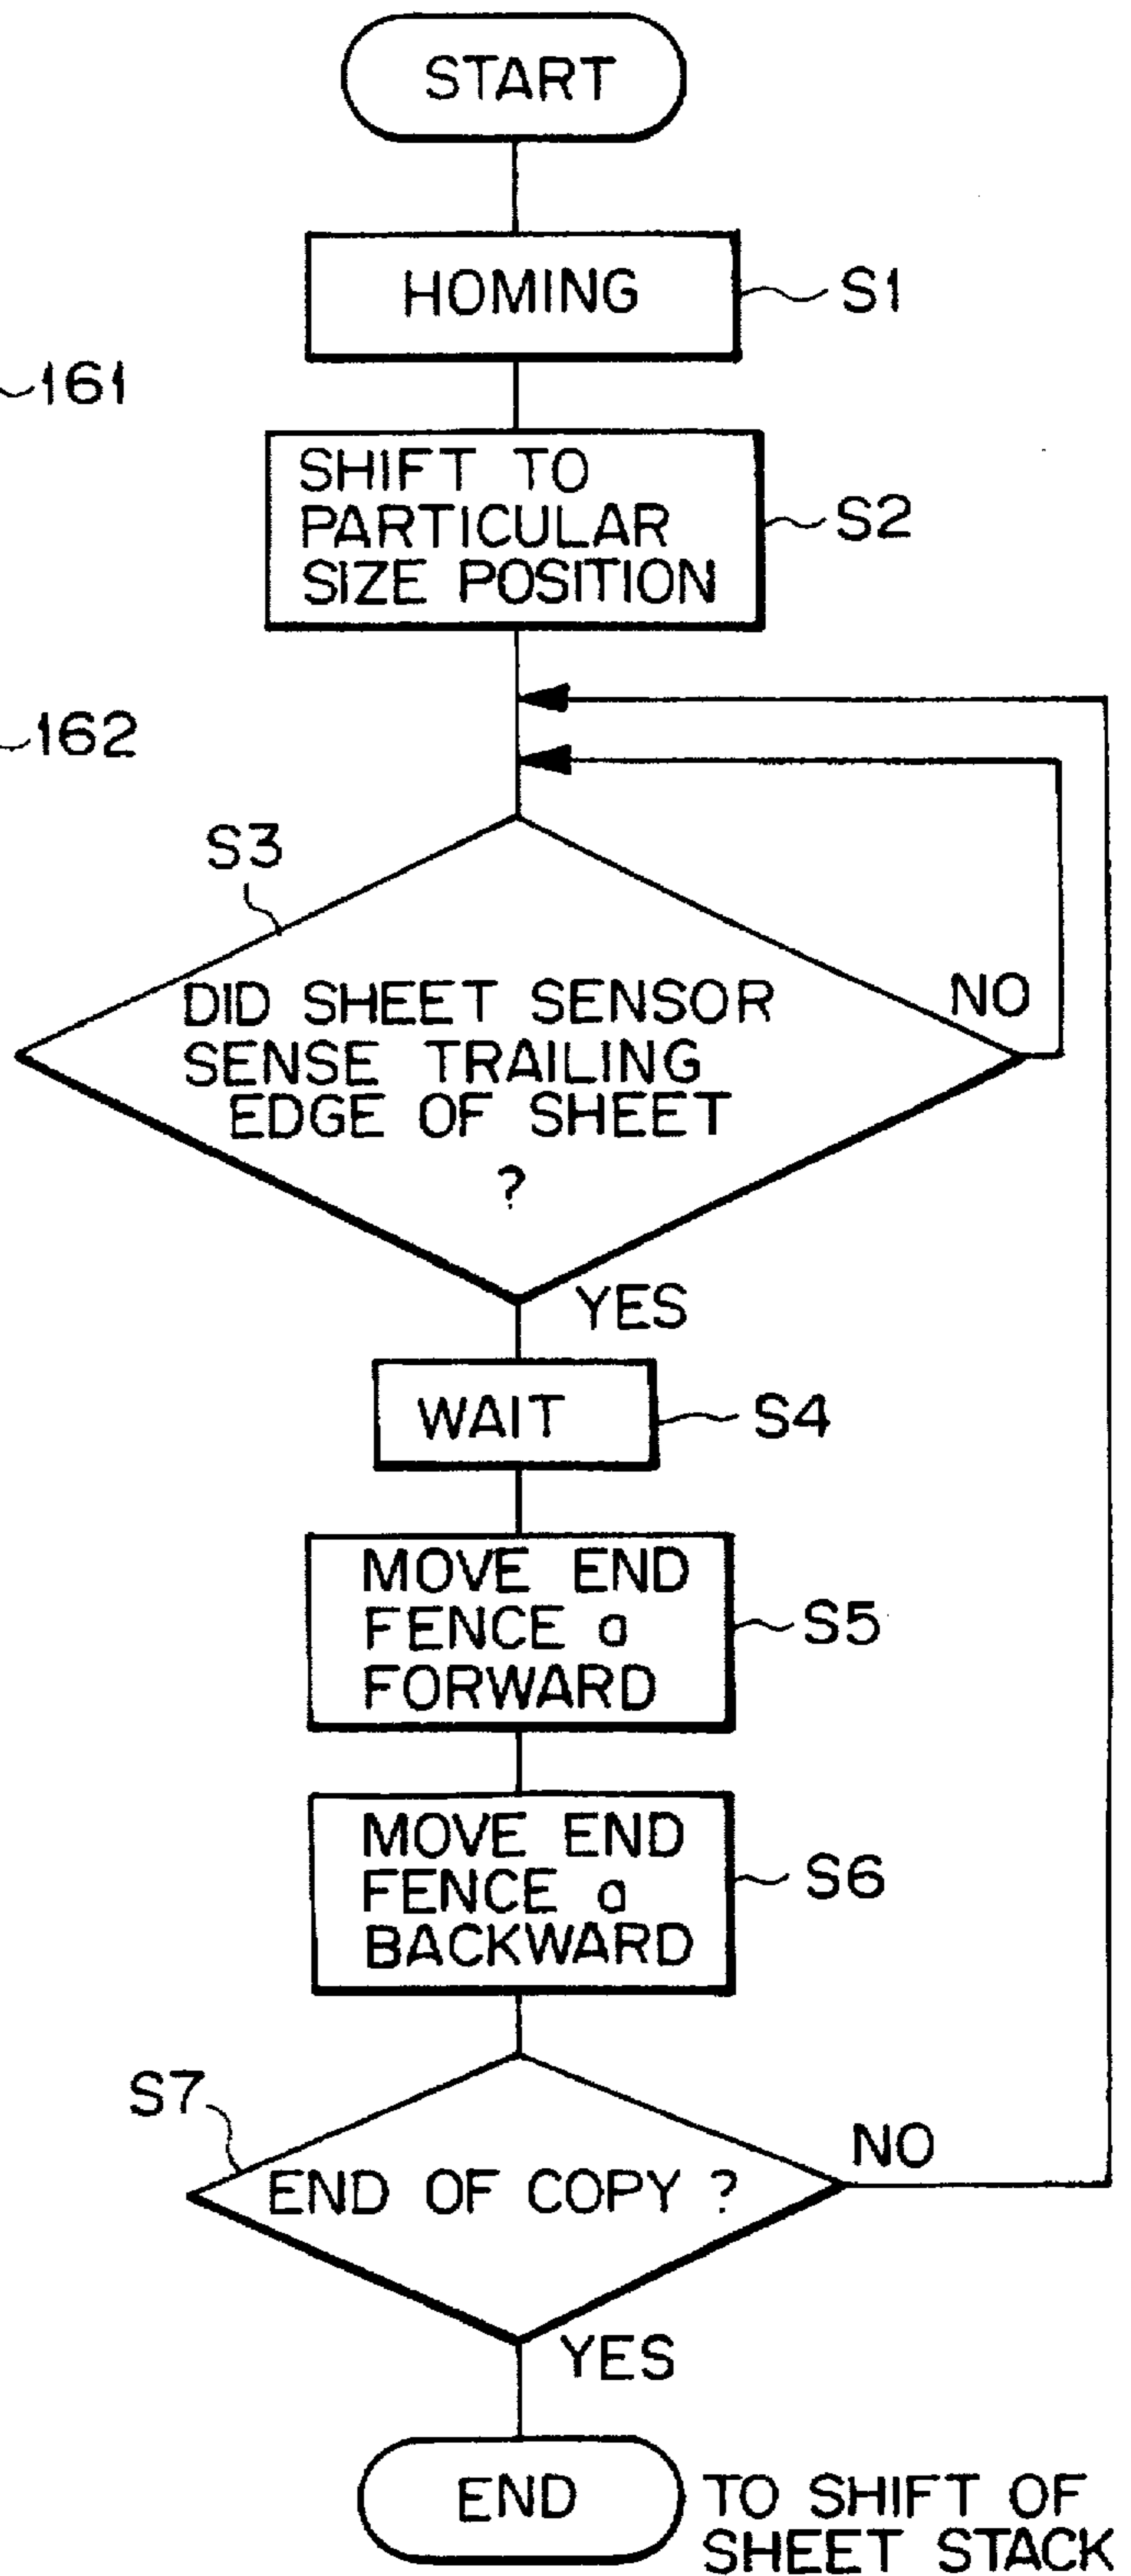 START
HOMING
S1
161
SHIFT TO
PARTICULAR
SIZE POSITION
S2
162
S3
DID SHEET SENSOR
SENSE TRAILING
EDGE OF SHEET
?
NO
YES
WAIT
S4
MOVE END
FENCE a
FORWARD
S5
MOVE END
FENCE a
BACKWARD
S6
S7
END OF COPY ?
NO
YES
END
TO SHIFT OF
SHEET STACK